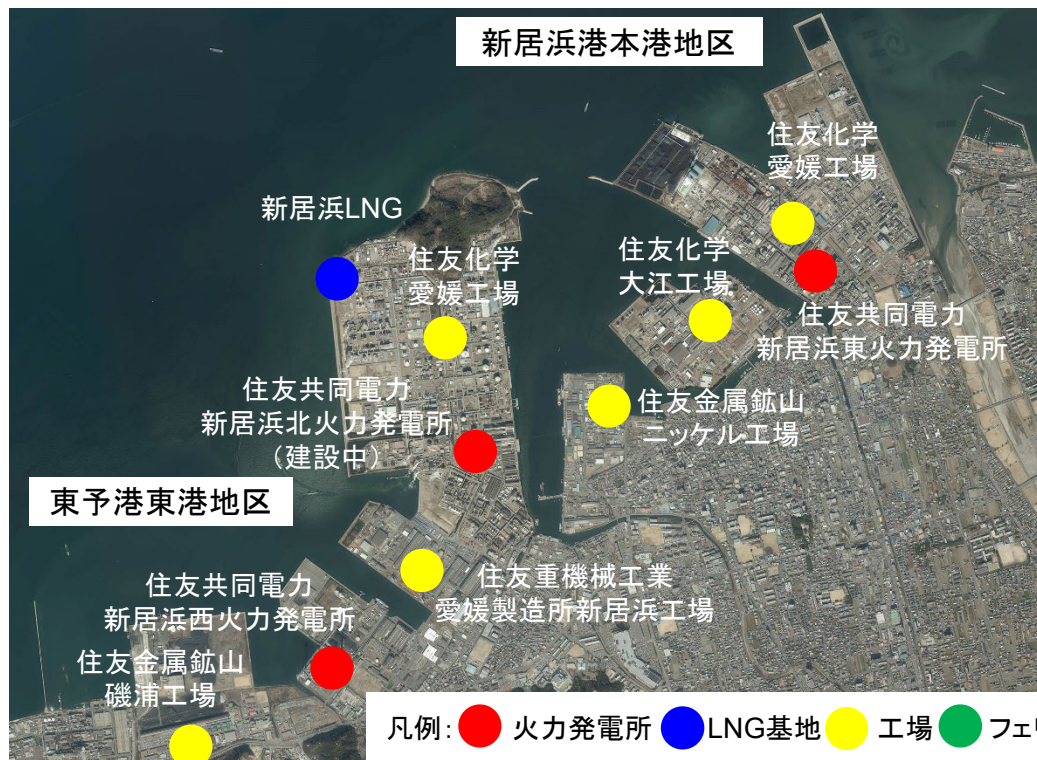 新居浜港本港地区
住友化学
愛媛工場
新居浜LNG
住友化学
愛媛工場
住友化学
大江工場
住友共同電力
新居浜東火力発電所
住友共同電力
新居浜北火力発電所
（建設中）
住友金属鉱山
ニッケル工場
東予港東港地区
住友共同電力
新居浜西火力発電所
住友重機械工業
愛媛製造所新居浜工場
住友金属鉱山
磯浦工場
凡例: 火力発電所 LNG基地 工場 フェリ